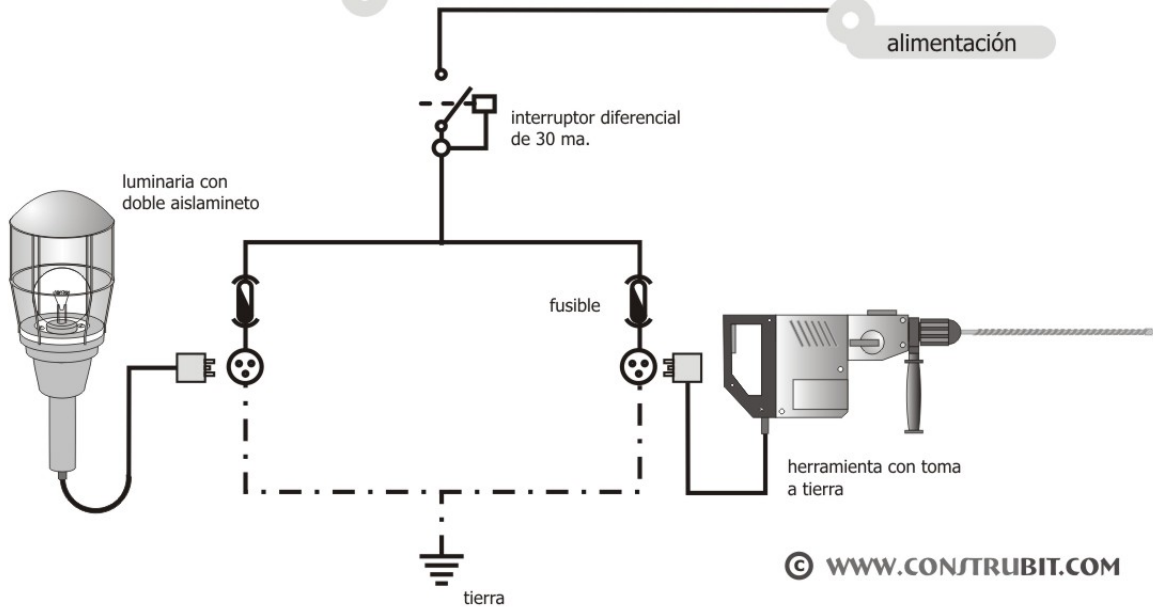 alimentación
interruptor diferencial
de 30 ma.
luminaria con
doble aislamineto
fusible
herramienta con toma
a tierra
tierra
© WWW.CONSTRUBIT.COM